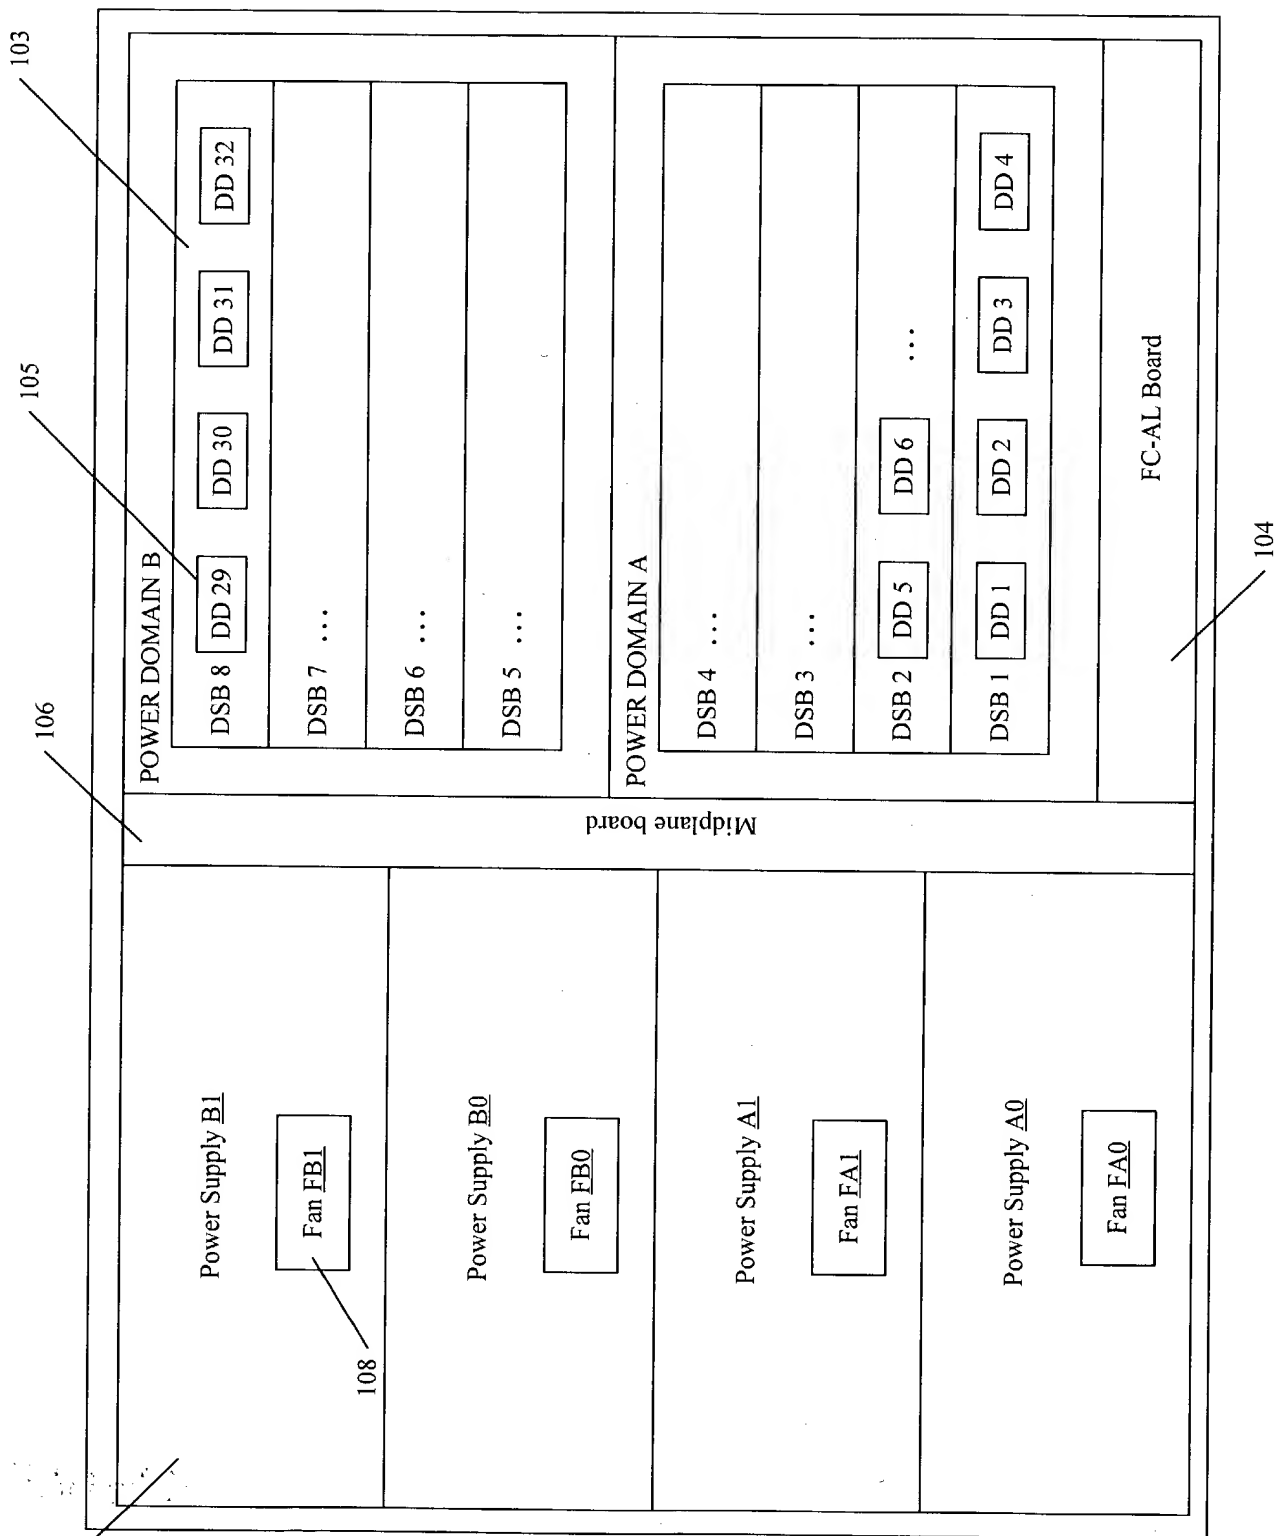 103
105
106
POWER DOMAIN B
DSB 8 DD 29 DD 30 DD 31 DD 32
DSB 7 ...
DSB 6 ...
DSB 5 ...
POWER DOMAIN A
DSB 4 ...
DSB 3 ...
DSB 2 DD 5 DD 6 ...
DSB 1 DD 1 DD 2 DD 3 DD 4
FC-AL Board
104
Midplane board
Power Supply B1
Fan FB1
108
Power Supply B0
Fan FB0
Power Supply A1
Fan FA1
Power Supply A0
Fan FA0